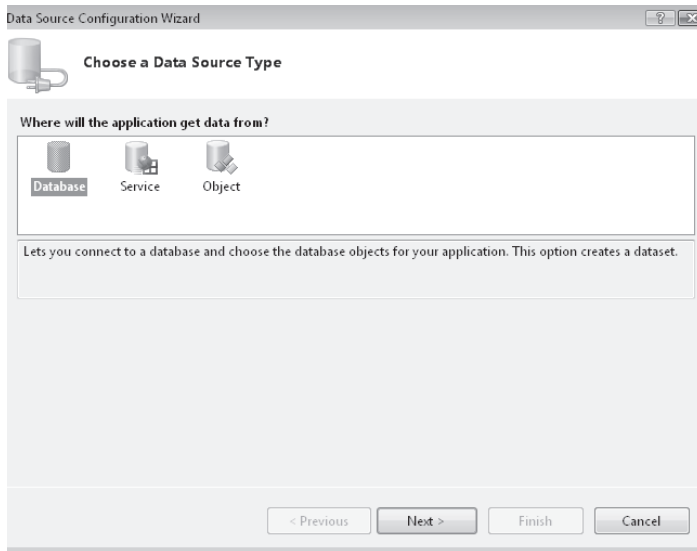 Data Source Configuration Wizard
Choose a Data Source Type
Where will the application get data from?
Database
Service
Object
Lets you connect to a database and choose the database objects for your application. This option creates a dataset.
< Previous
Next >
Finish
Cancel